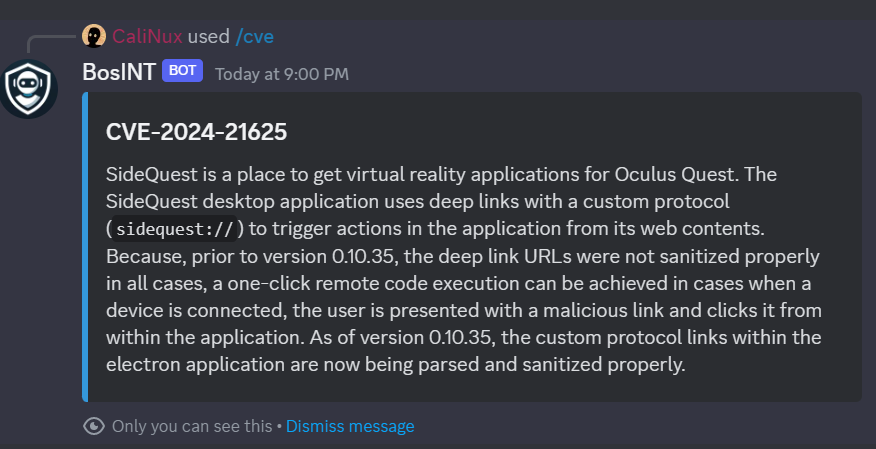 CaliNux used /cve
BosINT BOT Today at 9:00 PM
CVE-2024-21625
SideQuest is a place to get virtual reality applications for Oculus Quest. The
SideQuest desktop application uses deep links with a custom protocol
(sidequest://) to trigger actions in the application from its web contents.
Because, prior to version 0.10.35, the deep link URLs were not sanitized properly
in all cases, a one-click remote code execution can be achieved in cases when a
device is connected, the user is presented with a malicious link and clicks it from
within the application. As of version 0.10.35, the custom protocol links within the
electron application are now being parsed and sanitized properly.
Only you can see this • Dismiss message